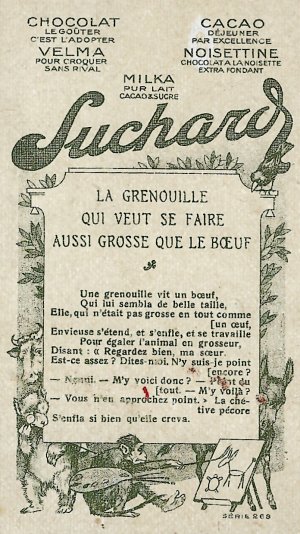 CHOCOLAT
LE GOÛTER
C'EST L'ADOPTER
VELMA
POUR CROQUER
SANS RIVAL
CACAO
DÉJEUNER
PAR EXCELLENCE
NOISETTINE
CHOCOLAT A LA NOISETTE
EXTRA FONDANT
MILKA
PUR LAIT
CACAO & SUCRE
Suchard
LA GRENOUILLE
QUI VEUT SE FAIRE
AUSSI GROSSE QUE LE BŒUF
Une grenouille vit un bœuf,
Qui lui sembla de belle taille,
Elle, qui n'était pas grosse en tout comme
[un œuf,
Envieuse s'étend, et s'enfle, et se travaille
Pour égaler l'animal en grosseur,
Disant : « Regardez bien, ma sœur.
Est-ce assez ? Dites-moi. N'y suis-je point
[encore ?
— Nenni. — M'y voici donc ? — Point du
[tout. — M'y voilà ?
— Vous n'en approchez point. » La ché-
tive pécore
S'enfla si bien qu'elle creva.
SÉRIE 269